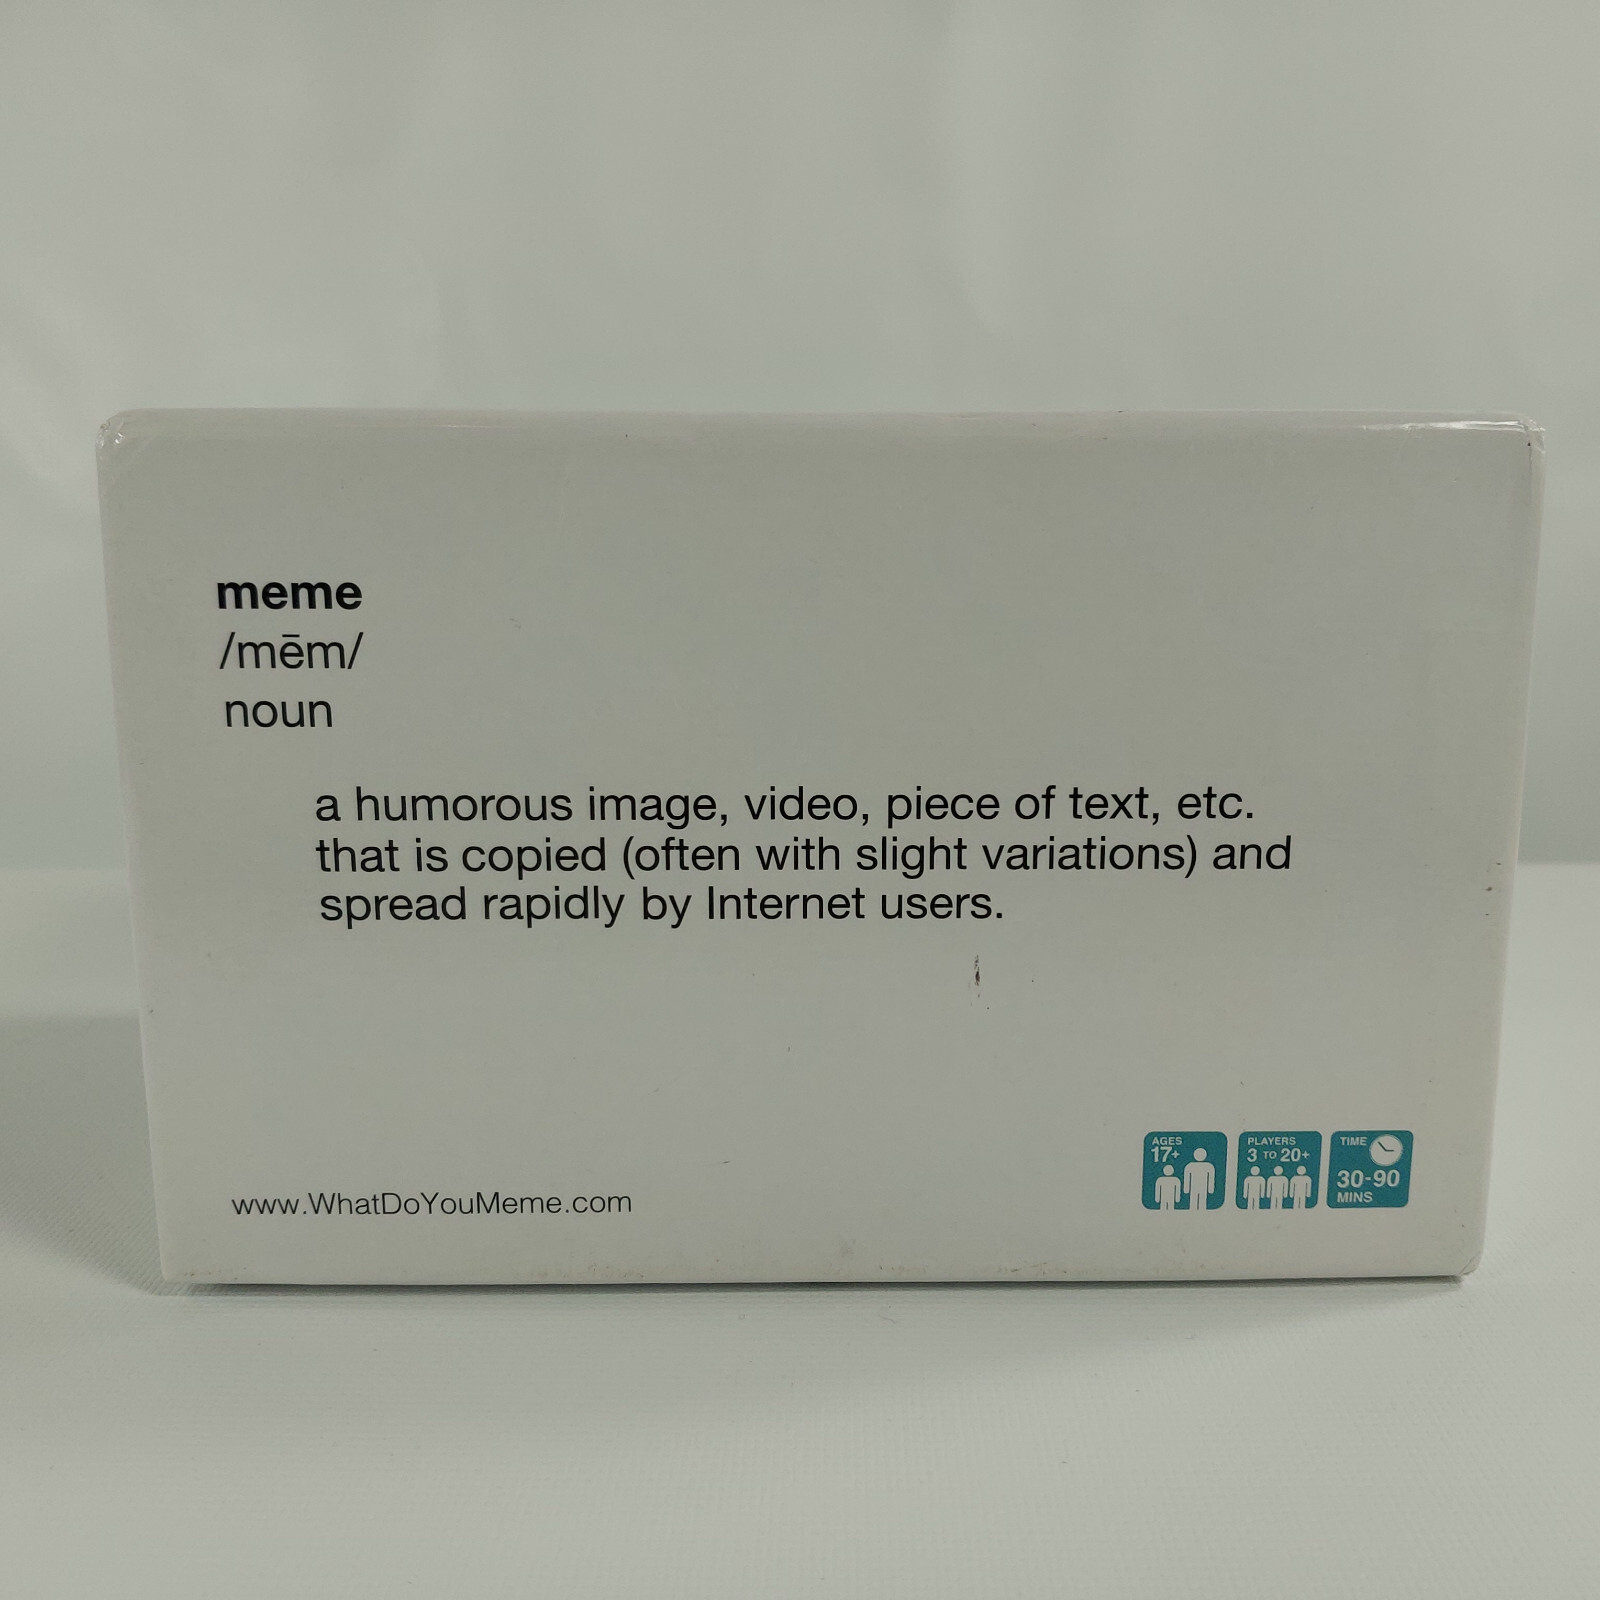 meme
/mēm/
noun
a humorous image, video, piece of text, etc.
that is copied (often with slight variations) and
spread rapidly by Internet users.
www.WhatDoYouMeme.com
AGES
17+
PLAYERS
3 TO 20+
TIME
30-90
MINS